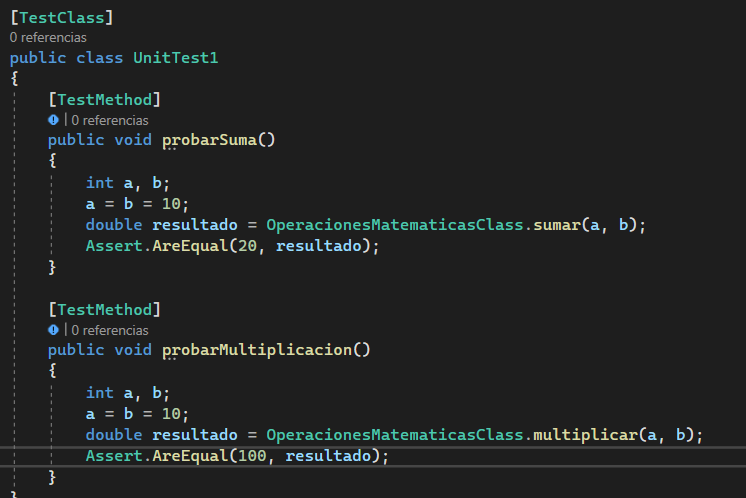 [TestClass]
0 referencias
public class UnitTest1
{
[TestMethod]
| 0 referencias
public void probarSuma()
{
int a, b;
a = b = 10;
double resultado = OperacionesMatematicasClass.sumar(a, b);
Assert.AreEqual(20, resultado);
}
[TestMethod]
| 0 referencias
public void probarMultiplicacion()
{
int a, b;
a = b = 10;
double resultado = OperacionesMatematicasClass.multiplicar(a, b);
Assert.AreEqual(100, resultado);
}
}